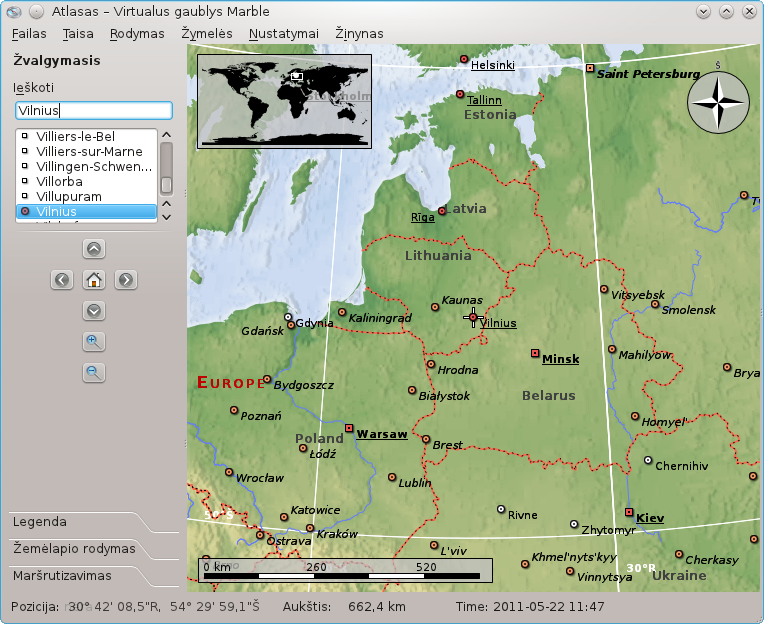 Atlasas – Virtualus gaublys Marble
Failas Taisa Rodymas Žymelės Nustatymai Žinynas
Žvalgymasis
Ieškoti
Vilnius
Villiers-le-Bel
Villiers-sur-Marne
Villingen-Schwen...
Villorba
Villupuram
Vilnius
Legenda
Žemėlapio rodymas
Maršrutizavimas
Stockholm
Helsinki
Saint Petersburg
Š
Tallinn
Estonia
Rīga
Latvia
Lithuania
Kaunas
Vitsyebsk
Smolensk
Gdynia
Kaliningrad
Vilnius
Gdańsk
Minsk
Mahilyow
Hrodna
Brya
EUROPE
Bydgoszcz
Białystok
Belarus
Poznań
Homyel'
Poland
Warsaw
Brest
Łódź
Chernihiv
Wrocław
Lublin
Katowice
Rivne
Kiev
Kraków
Zhytomyr
Ostrava
L'viv
Khmel'nyts'kyy
Cherkasy
30°R
Vinnytsya
Ukraine
0 km 260 520
Pozicija: 30° 42' 08,5"R, 54° 29' 59,1"Š Aukštis: 662,4 km Time: 2011-05-22 11:47